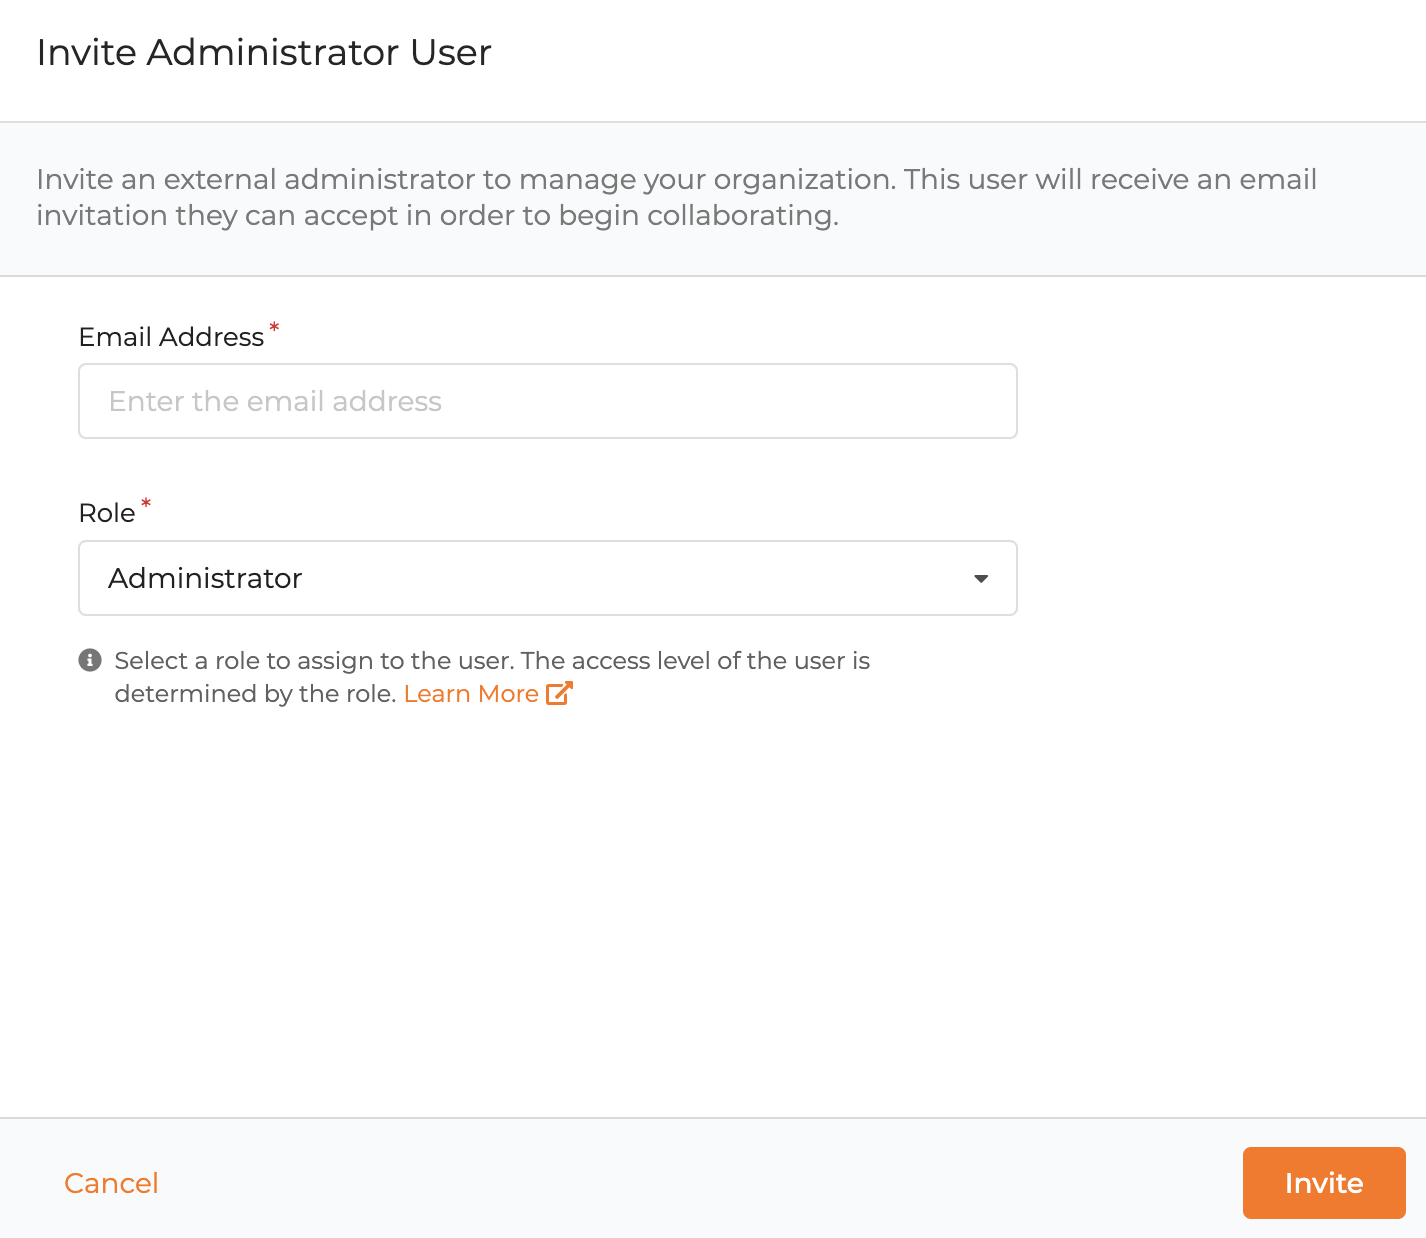 Invite Administrator User
Invite an external administrator to manage your organization. This user will receive an email
invitation they can accept in order to begin collaborating.
Email Address *
Enter the email address
Role *
Administrator
Select a role to assign to the user. The access level of the user is
determined by the role. Learn More
Cancel
Invite